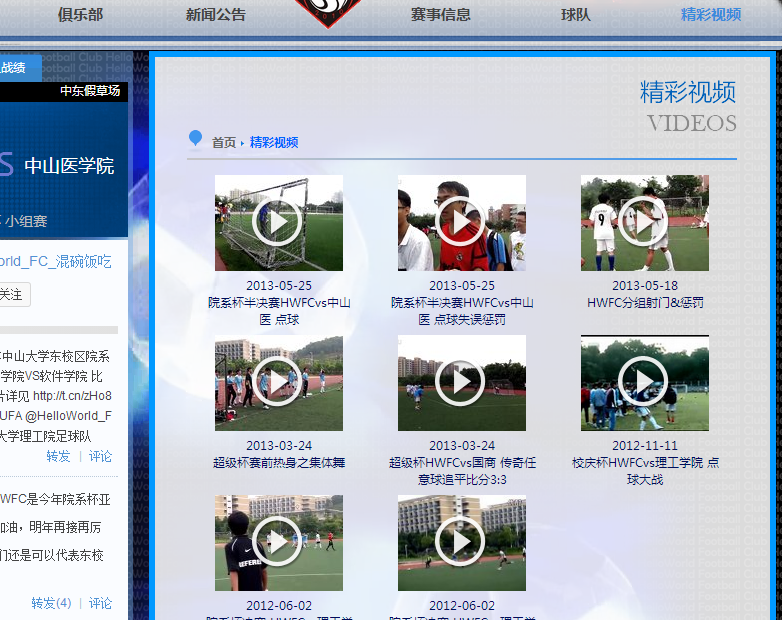 俱乐部 新闻公告 赛事信息 球队 精彩视频
战绩
中东假草场
S 中山医学院
小组赛
orld_FC_混碗饭吃
关注
中山大学东校区院系
学院VS软件学院 比
片详见 http://t.cn/zHo8
UFA @HelloWorld_F
大学理工院足球队
转发 | 评论
WFC是今年院系杯亚
加油，明年再接再厉
们还是可以代表东校
转发(4) | 评论
精彩视频
VIDEOS
首页 精彩视频
2013-05-25
院系杯半决赛HWFCvs中山
医 点球
2013-05-25
院系杯半决赛HWFCvs中山
医 点球失误惩罚
2013-05-18
HWFC分组射门&惩罚
2013-03-24
超级杯赛前热身之集体舞
2013-03-24
超级杯HWFCvs国商 传奇任
意球追平比分3:3
2012-11-11
校庆杯HWFCvs理工学院 点
球大战
2012-06-02
2012-06-02